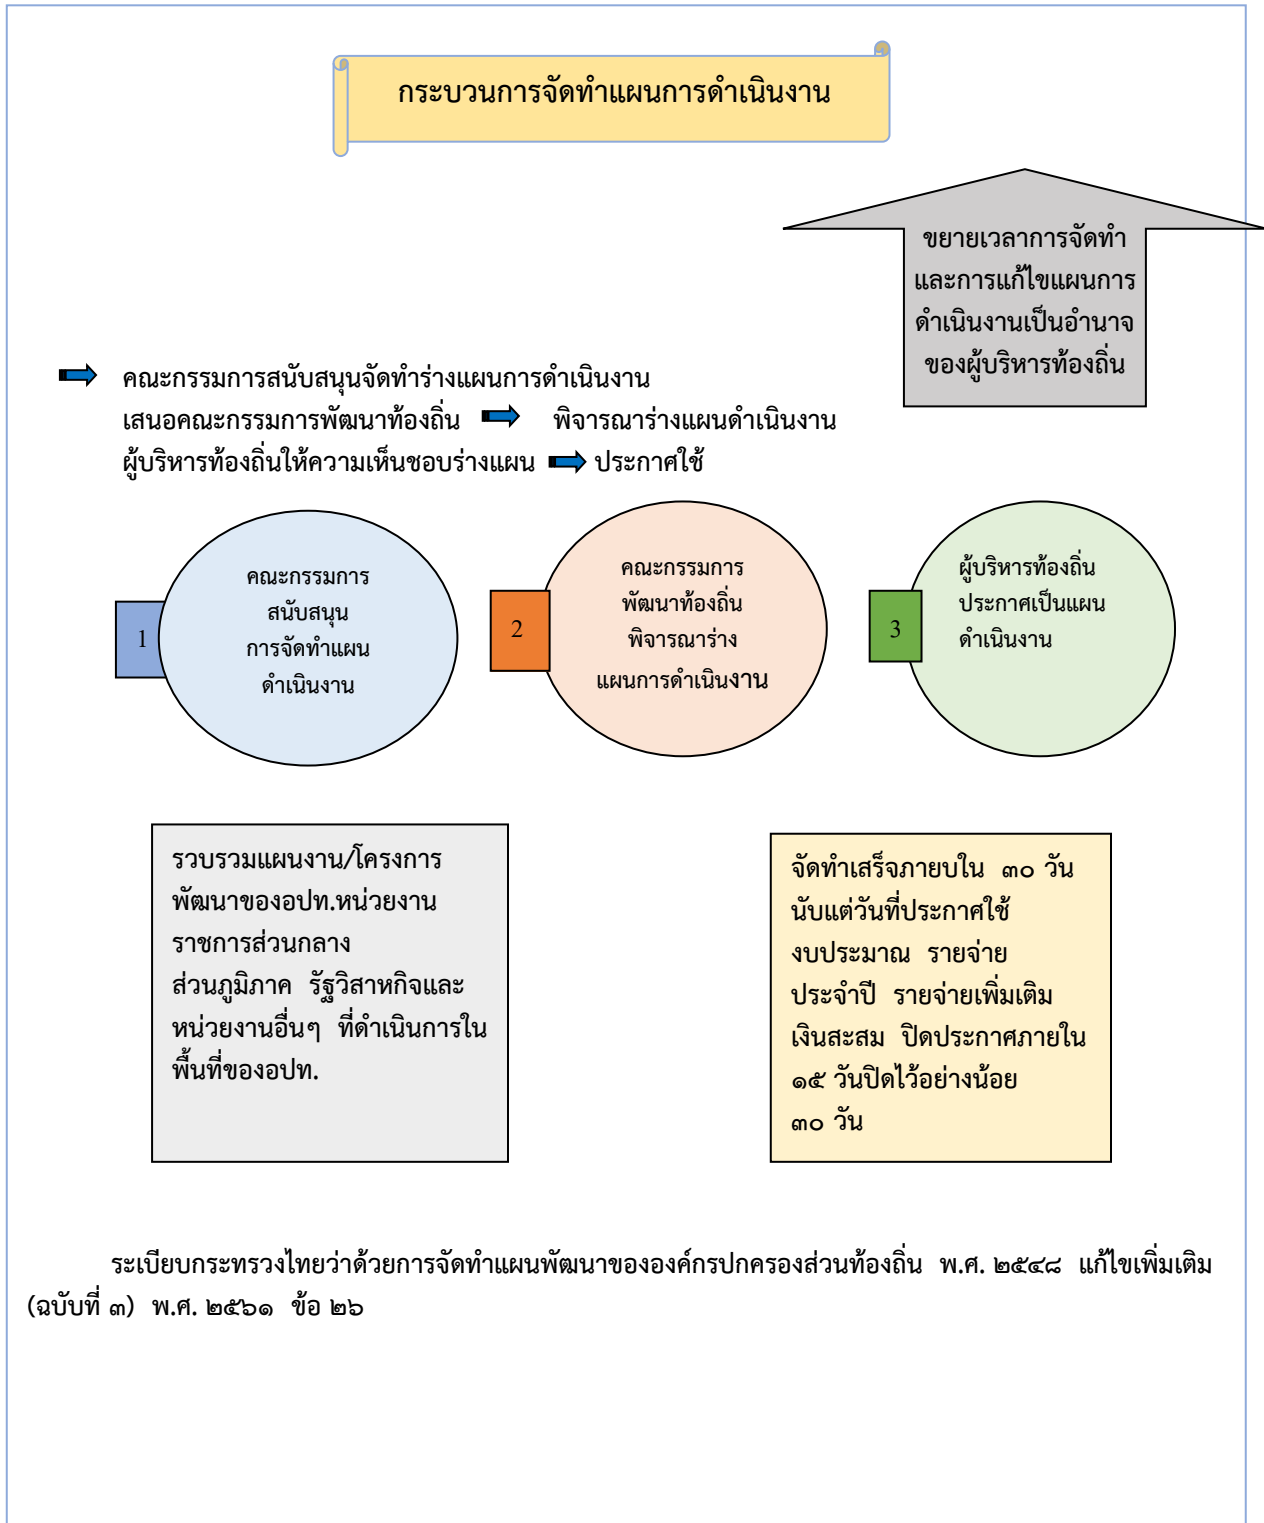 กระบวนการจัดทำแผนการดำเนินงาน
ขยายเวลาการจัดทำ
และการแก้ไขแผนการ
ดำเนินงานเป็นอำนาจ
ของผู้บริหารท้องถิ่น
คณะกรรมการสนับสนุนจัดทำร่างแผนการดำเนินงาน
เสนอคณะกรรมการพัฒนาท้องถิ่น พิจารณาร่างแผนดำเนินงาน
ผู้บริหารท้องถิ่นให้ความเห็นชอบร่างแผน ประกาศใช้
1
คณะกรรมการ
สนับสนุน
การจัดทำแผน
ดำเนินงาน
2
คณะกรรมการ
พัฒนาท้องถิ่น
พิจารณาร่าง
แผนการดำเนินงาน
3
ผู้บริหารท้องถิ่น
ประกาศเป็นแผน
ดำเนินงาน
รวบรวมแผนงาน/โครงการ
พัฒนาของอปท.หน่วยงาน
ราชการส่วนกลาง
ส่วนภูมิภาค รัฐวิสาหกิจและ
หน่วยงานอื่นๆ ที่ดำเนินการใน
พื้นที่ของอปท.
จัดทำเสร็จภายบใน ๓๐ วัน
นับแต่วันที่ประกาศใช้
งบประมาณ รายจ่าย
ประจำปี รายจ่ายเพิ่มเติม
เงินสะสม ปิดประกาศภายใน
๑๕ วันปิดไว้อย่างน้อย
๓๐ วัน
ระเบียบกระทรวงไทยว่าด้วยการจัดทำแผนพัฒนาขององค์กรปกครองส่วนท้องถิ่น พ.ศ. ๒๕๔๘ แก้ไขเพิ่มเติม
(ฉบับที่ ๓) พ.ศ. ๒๕๖๑ ข้อ ๒๖